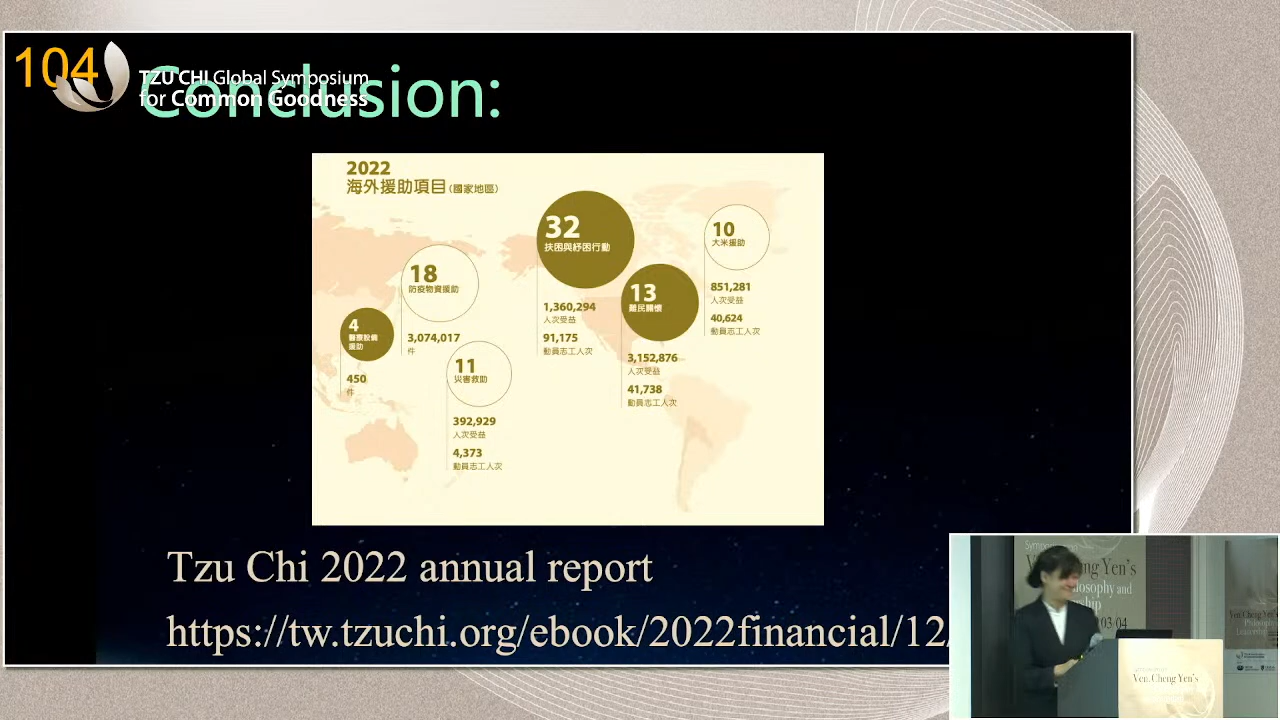 104
TZU CHI Global Symposium
for Common Goodness
Conclusion:
2022
海外援助項目(國家地區)
32
扶困與紓困行動
1,360,294
人次受益
91,175
動員志工人次
10
大米援助
851,281
人次受益
40,624
動員志工人次
18
防疫物資援助
3,074,017
件
13
難民關懷
3,152,876
人次受益
41,738
動員志工人次
4
醫療設備
援助
450
件
11
災害救助
392,929
人次受益
4,373
動員志工人次
Tzu Chi 2022 annual report
https://tw.tzuchi.org/ebook/2022financial/12/
Ven. Cheng Yen's